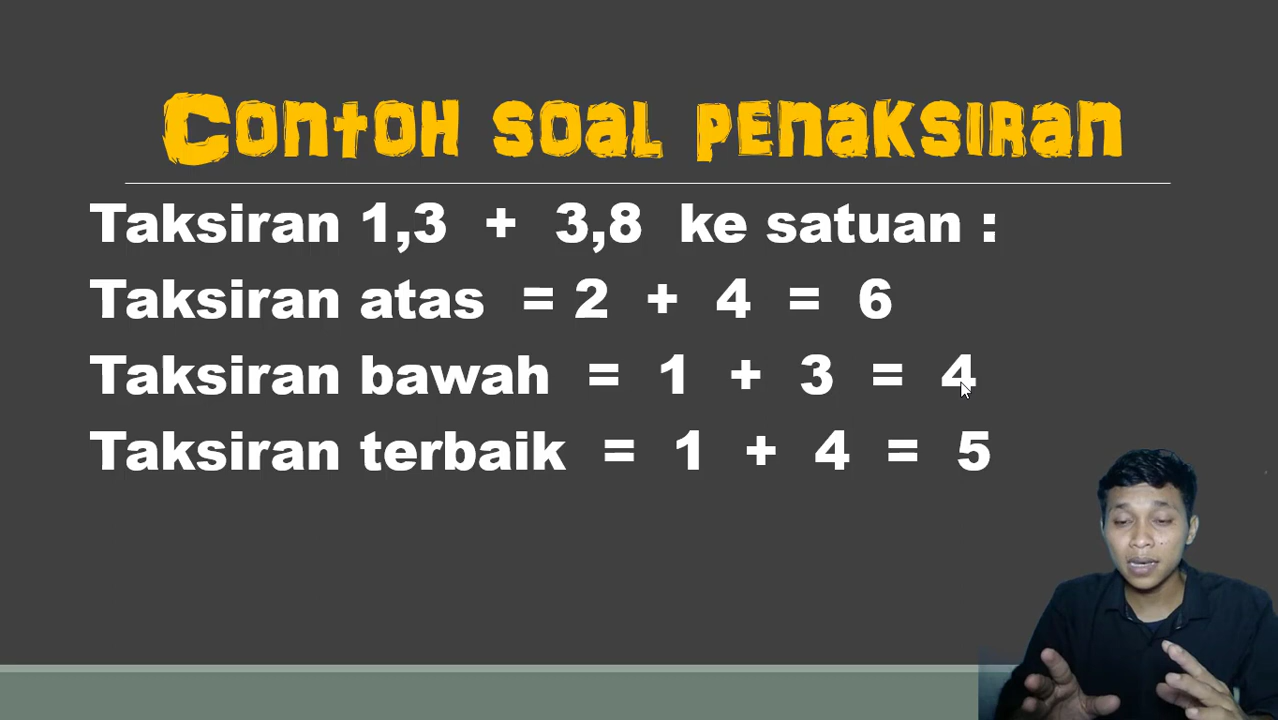 Contoh soal penaksiran
Taksiran 1,3 + 3,8 ke satuan :
Taksiran atas = 2 + 4 = 6
Taksiran bawah = 1 + 3 = 4
Taksiran terbaik = 1 + 4 = 5